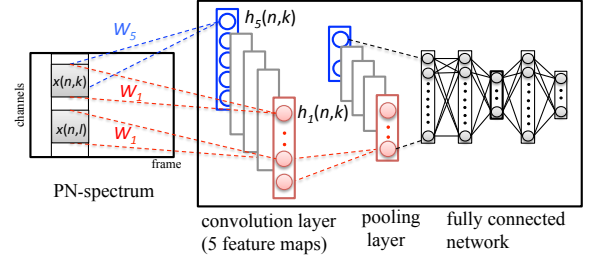 W5
h5(n,k)
channels
x(n,k)
W1
h1(n,k)
x(n,l)
W1
frame
PN-spectrum
convolution layer
(5 feature maps)
pooling
layer
fully connected
network